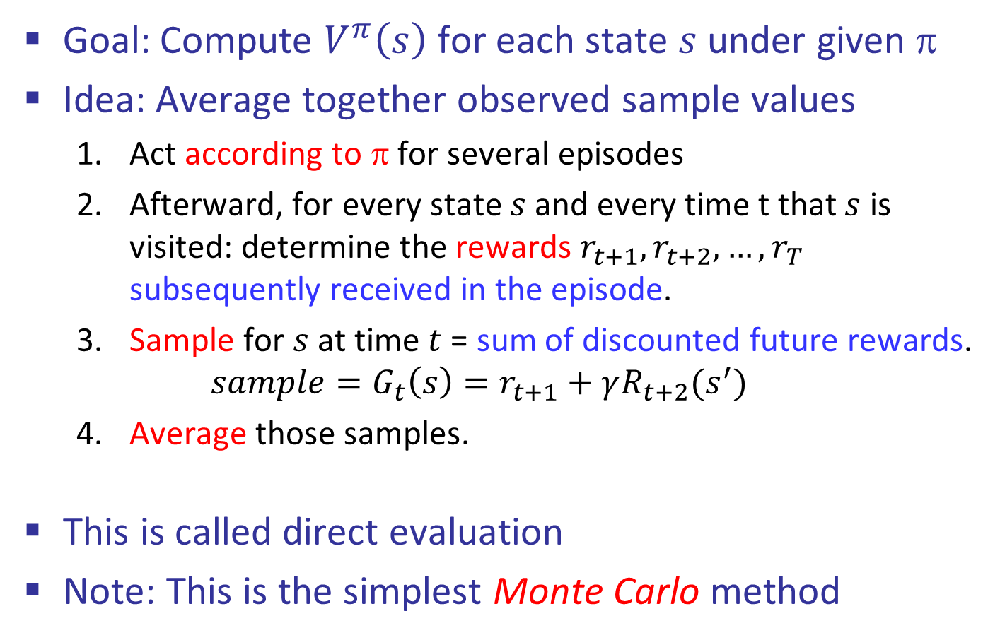 ▪ Goal: Compute $V^{\pi}(s)$ for each state $s$ under given π
▪ Idea: Average together observed sample values
1. Act according to π for several episodes
2. Afterward, for every state $s$ and every time t that $s$ is
visited: determine the rewards $r_{t+1}, r_{t+2}, \ldots, r_T$
subsequently received in the episode.
3. Sample for $s$ at time $t$ = sum of discounted future rewards.
$sample = G_t(s) = r_{t+1} + \gamma R_{t+2}(s')$
4. Average those samples.
▪ This is called direct evaluation
▪ Note: This is the simplest Monte Carlo method